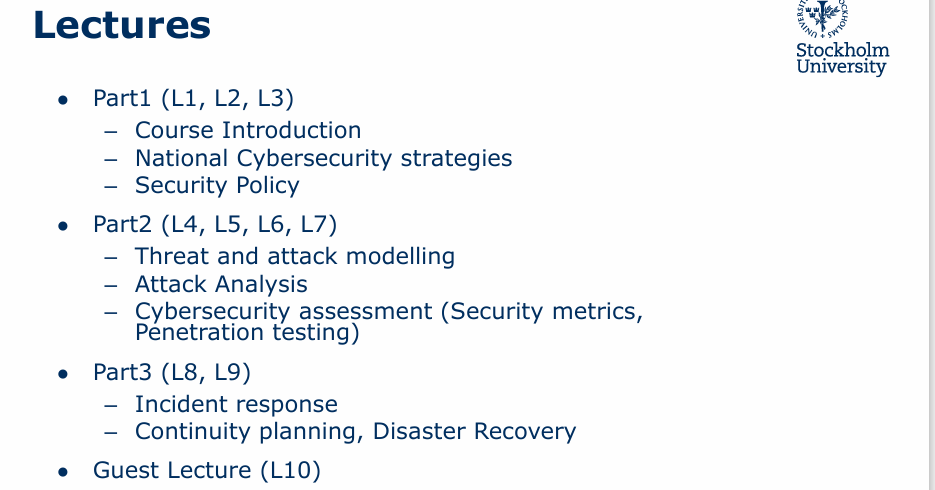 Lectures
Stockholm
University
● Part1 (L1, L2, L3)
– Course Introduction
– National Cybersecurity strategies
– Security Policy
● Part2 (L4, L5, L6, L7)
– Threat and attack modelling
– Attack Analysis
– Cybersecurity assessment (Security metrics,
Penetration testing)
● Part3 (L8, L9)
– Incident response
– Continuity planning, Disaster Recovery
● Guest Lecture (L10)